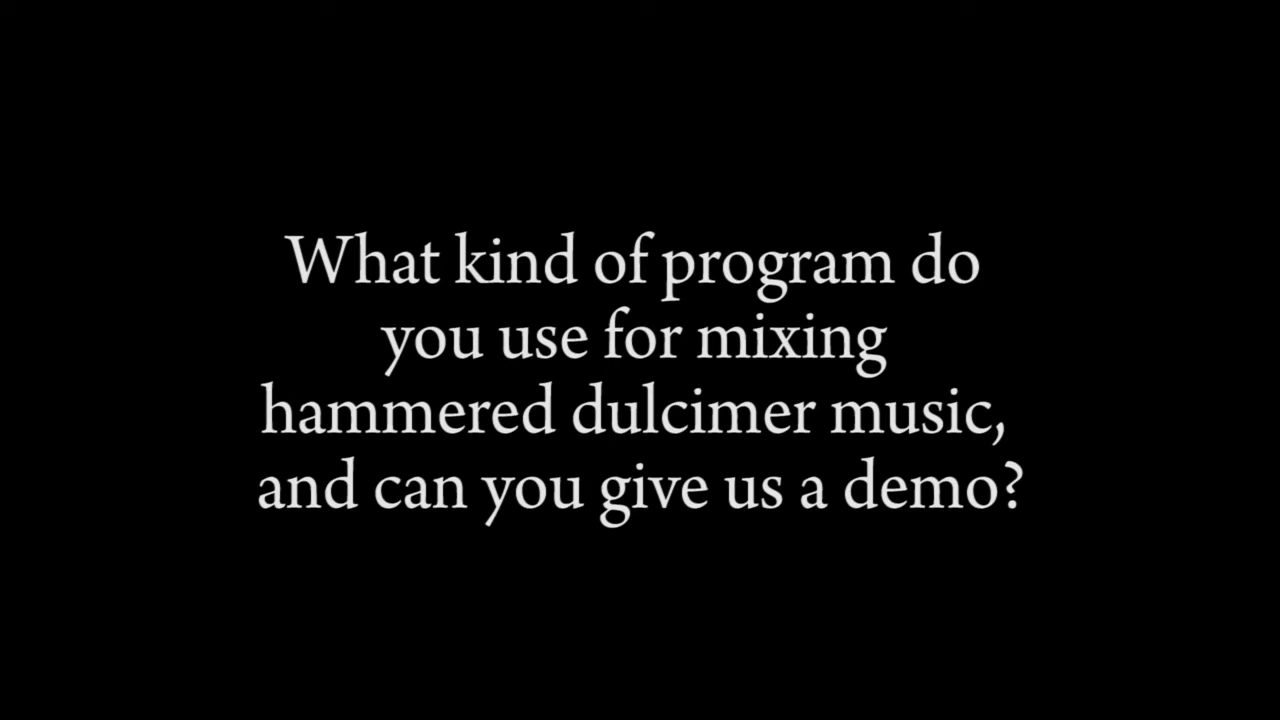 What kind of program do
you use for mixing
hammered dulcimer music,
and can you give us a demo?